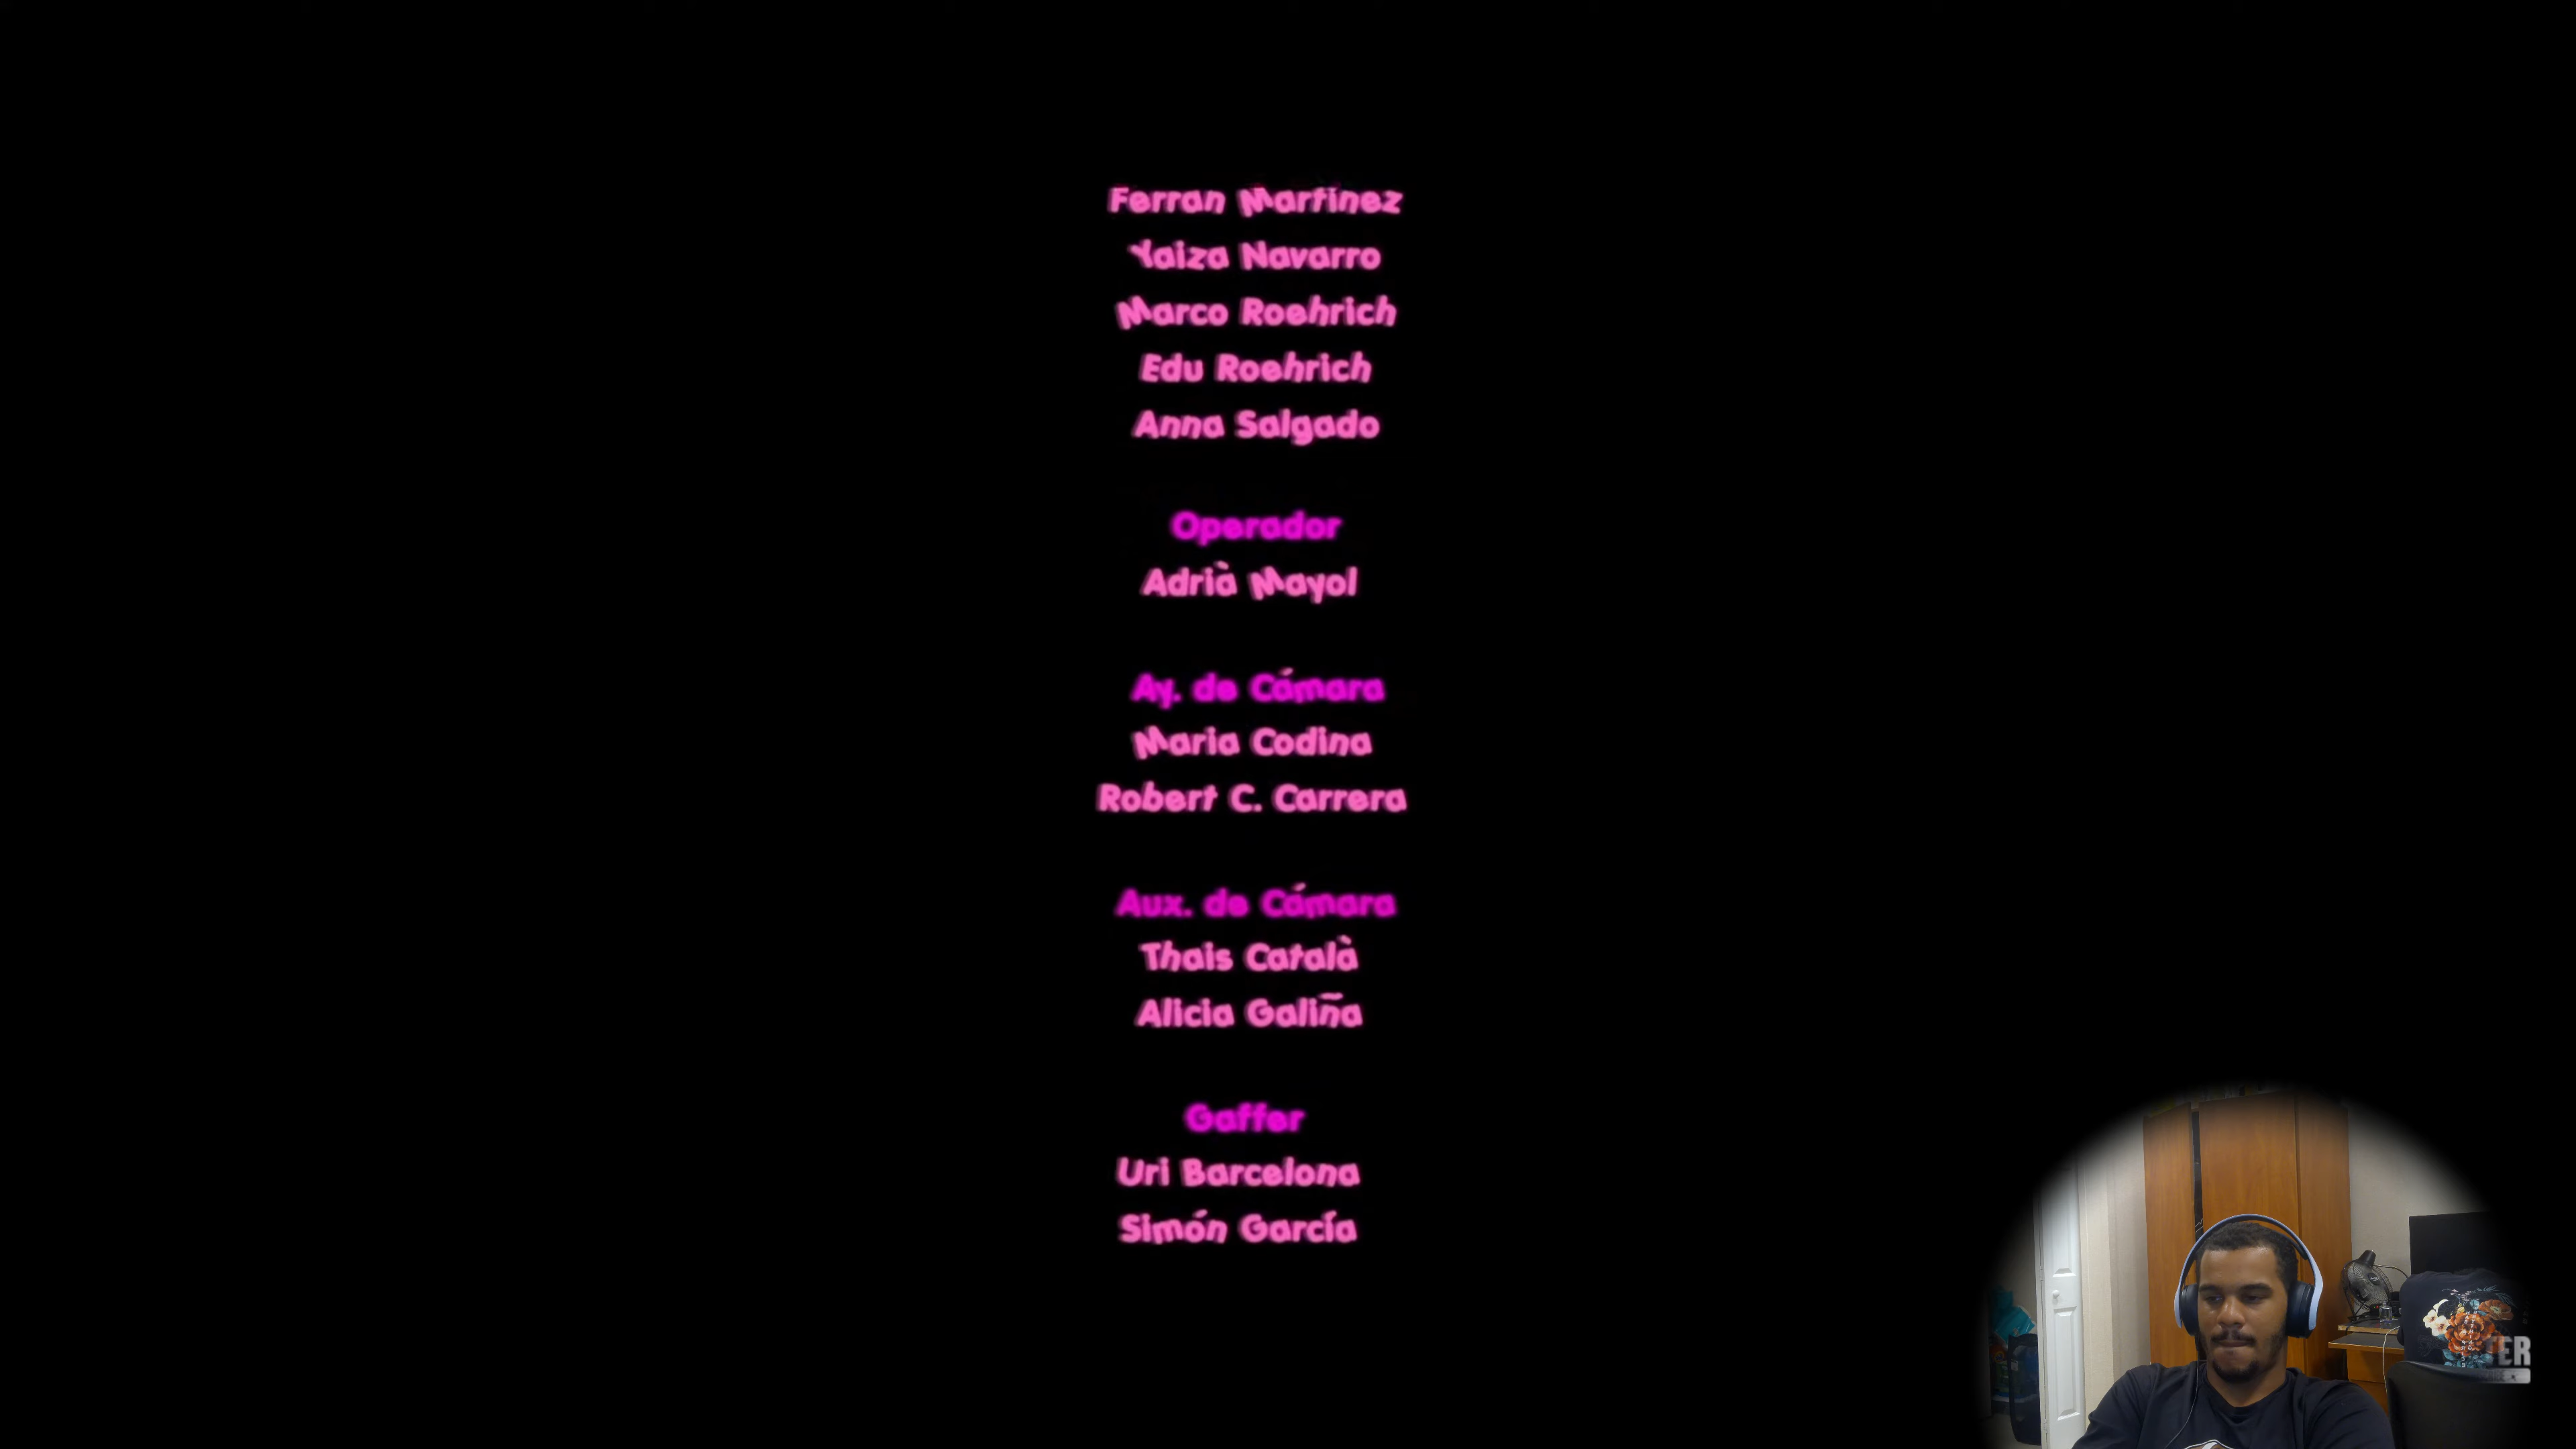 Ferran Martínez
Yaiza Navarro
Marco Roehrich
Edu Roehrich
Anna Salgado
Operador
Adrià Mayol
Ay. de Cámara
Maria Codina
Robert C. Carrera
Aux. de Cámara
Thais Català
Alicia Galiña
Gaffer
Uri Barcelona
Simón García